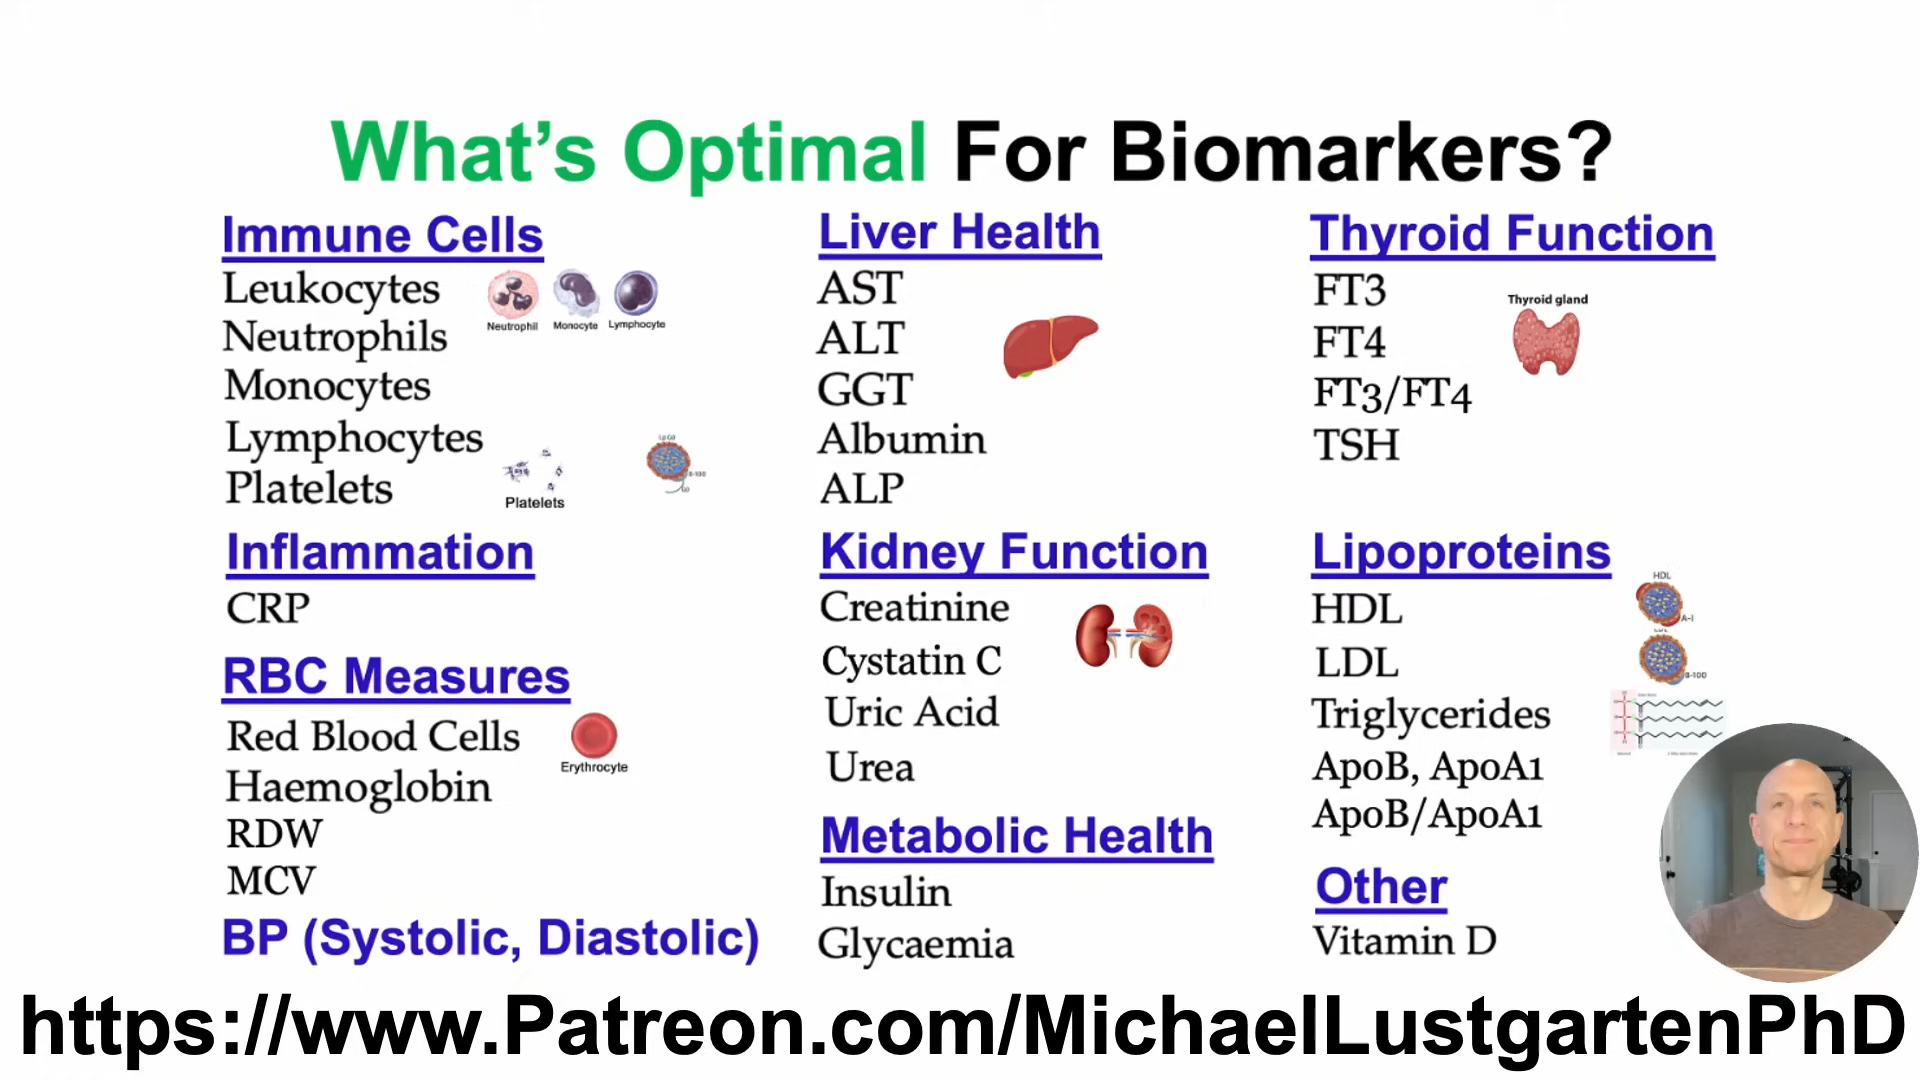 What's Optimal For Biomarkers?
Immune Cells
Leukocytes
Neutrophils
Monocytes
Lymphocytes
Platelets
Neutrophil
Monocyte
Lymphocyte
Platelets
Lp(a)
B-100
Inflammation
CRP
RBC Measures
Red Blood Cells
Haemoglobin
RDW
MCV
Erythrocyte
BP (Systolic, Diastolic)
Liver Health
AST
ALT
GGT
Albumin
ALP
Kidney Function
Creatinine
Cystatin C
Uric Acid
Urea
Metabolic Health
Insulin
Glycaemia
Thyroid Function
FT3
FT4
FT3/FT4
TSH
Thyroid gland
Lipoproteins
HDL
LDL
Triglycerides
ApoB, ApoA1
ApoB/ApoA1
HDL
A-I
B-100
Other
Vitamin D
https://www.Patreon.com/MichaelLustgartenPhD